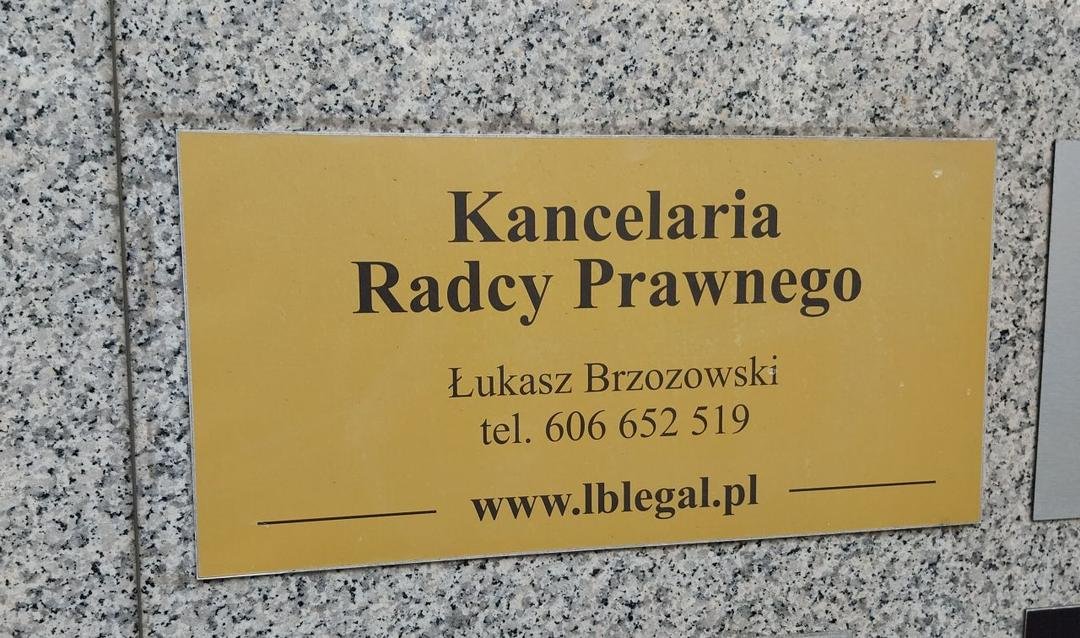 Kancelaria
Radcy Prawnego
Łukasz Brzozowski
tel. 606 652 519
www.lblegal.pl